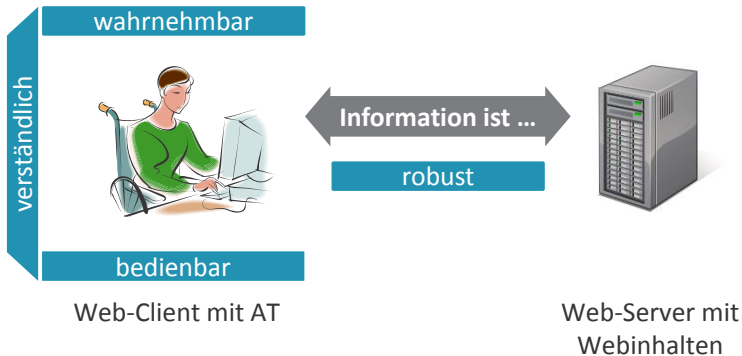 wahrnehmbar
verständlich
Information ist ...
robust
bedienbar
Web-Client mit AT
Web-Server mit
Webinhalten